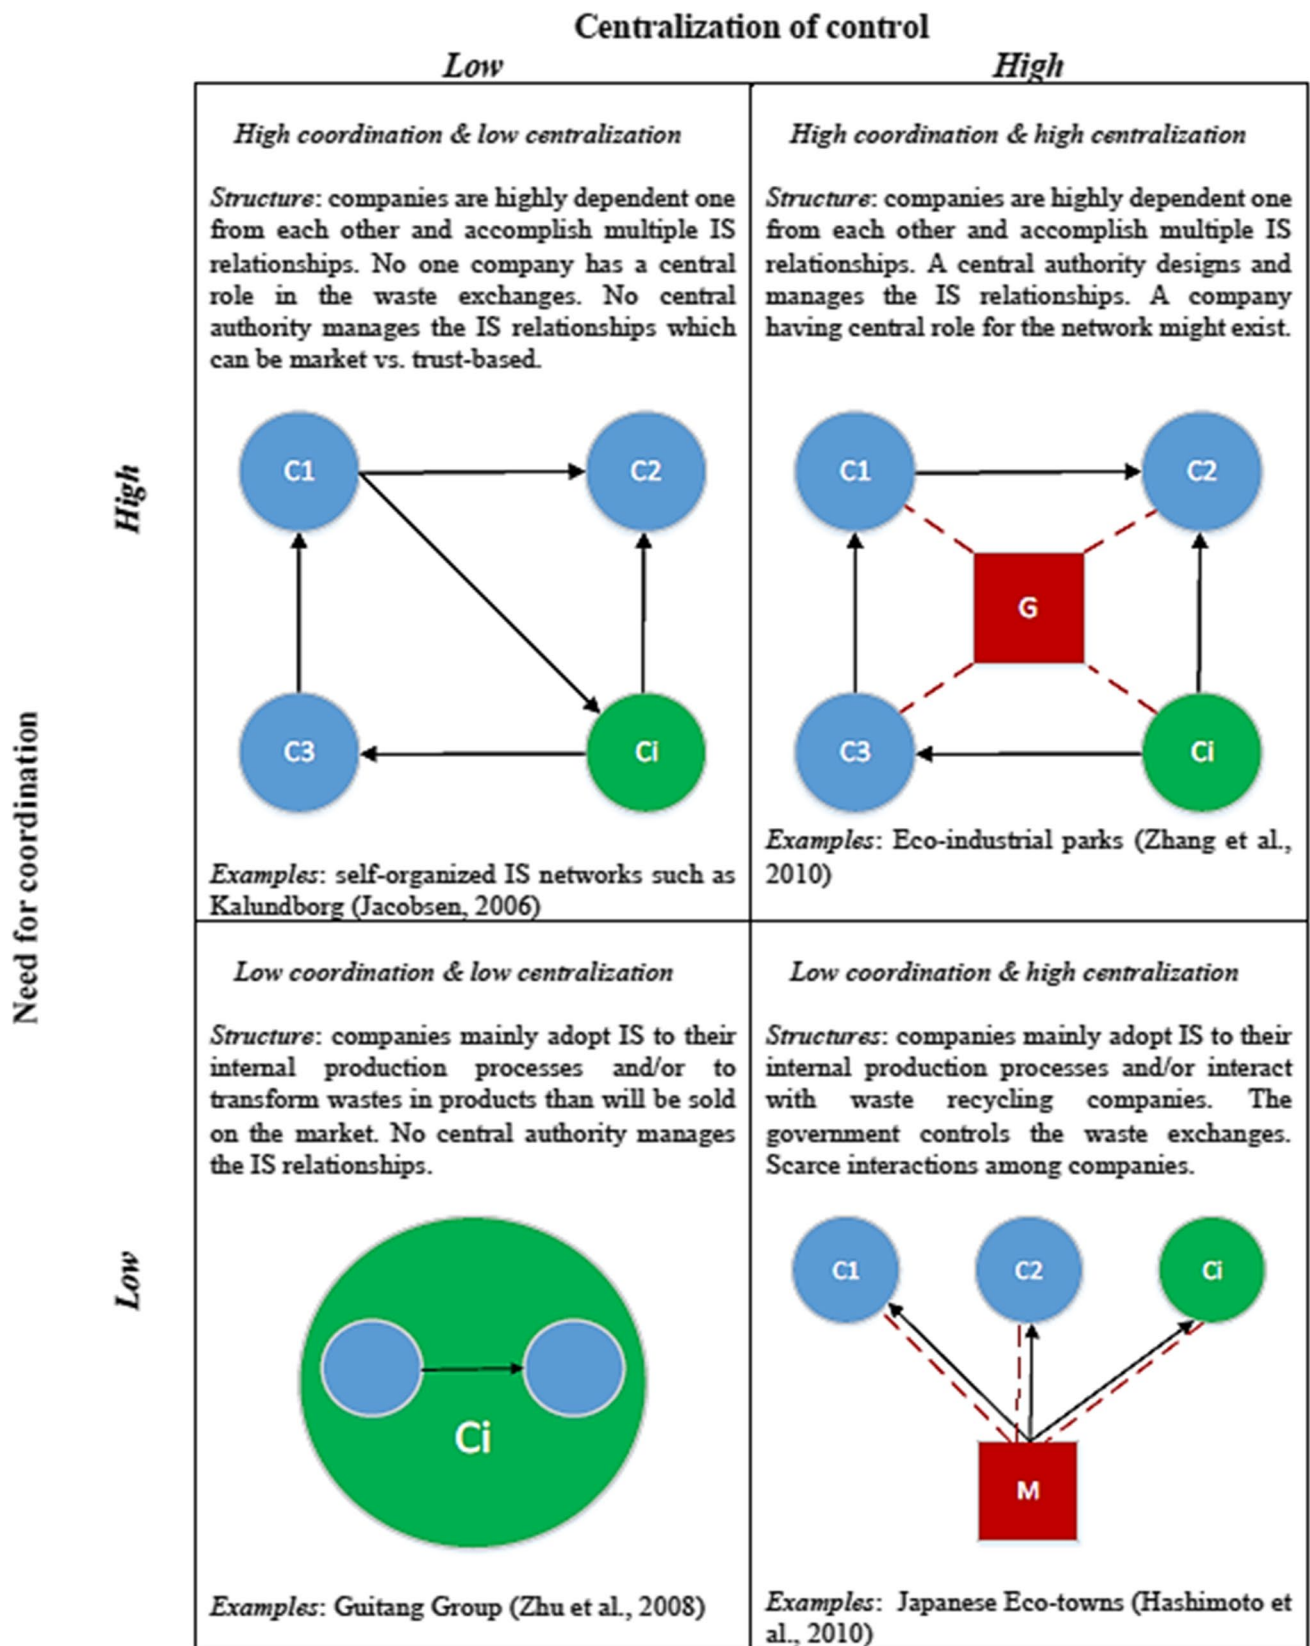 Centralization of control
Low
High
Need for coordination
High
High coordination & low centralization
Structure: companies are highly dependent one
from each other and accomplish multiple IS
relationships. No one company has a central
role in the waste exchanges. No central
authority manages the IS relationships which
can be market vs. trust-based.
C1
C2
C3
Ci
Examples: self-organized IS networks such as
Kalundborg (Jacobsen, 2006)
High coordination & high centralization
Structure: companies are highly dependent one
from each other and accomplish multiple IS
relationships. A central authority designs and
manages the IS relationships. A company
having central role for the network might exist.
C1
C2
G
C3
Ci
Examples: Eco-industrial parks (Zhang et al.,
2010)
Low
Low coordination & low centralization
Structure: companies mainly adopt IS to their
internal production processes and/or to
transform wastes in products than will be sold
on the market. No central authority manages
the IS relationships.
Ci
Examples: Guitang Group (Zhu et al., 2008)
Low coordination & high centralization
Structures: companies mainly adopt IS to their
internal production processes and/or interact
with waste recycling companies. The
government controls the waste exchanges.
Scarce interactions among companies.
C1
C2
Ci
M
Examples: Japanese Eco-towns (Hashimoto et
al., 2010)